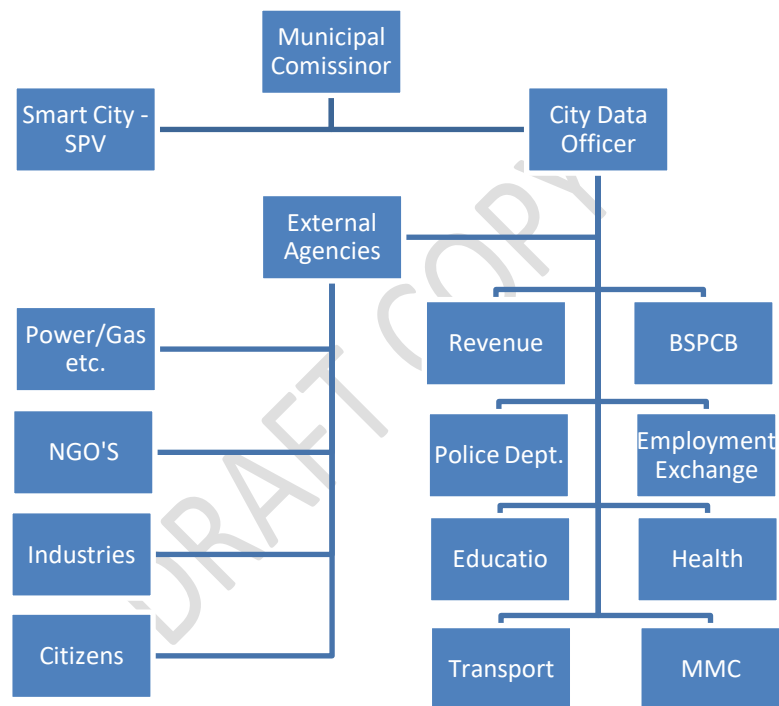 Municipal
Comissinor
Smart City -
SPV
City Data
Officer
External
Agencies
Power/Gas
etc.
NGO'S
Industries
Citizens
Revenue
BSPCB
Police Dept.
Employment
Exchange
Educatio
Health
Transport
MMC
DRAFT COPY